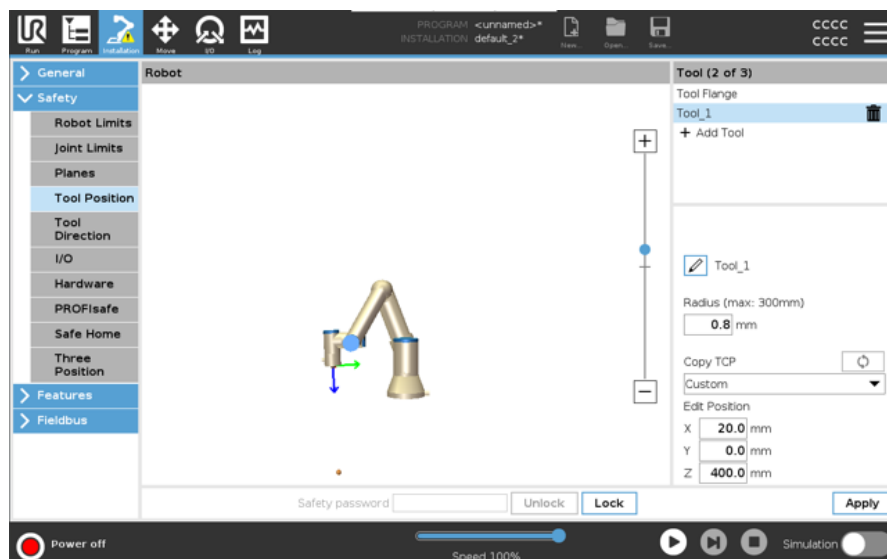 PROGRAM <unnamed>*
INSTALLATION default_2*
Run Program Installation Move I/O Log
New... Open... Save...
CCCC
CCCC
General
Safety
Robot Limits
Joint Limits
Planes
Tool Position
Tool
Direction
I/O
Hardware
PROFIsafe
Safe Home
Three
Position
Features
Fieldbus
Robot
Safety password
Unlock
Lock
Tool (2 of 3)
Tool Flange
Tool_1
+ Add Tool
Tool_1
Radius (max: 300mm)
0.8 mm
Copy TCP
Custom
Edit Position
X 20.0 mm
Y 0.0 mm
Z 400.0 mm
Apply
Power off
Speed 100%
Simulation